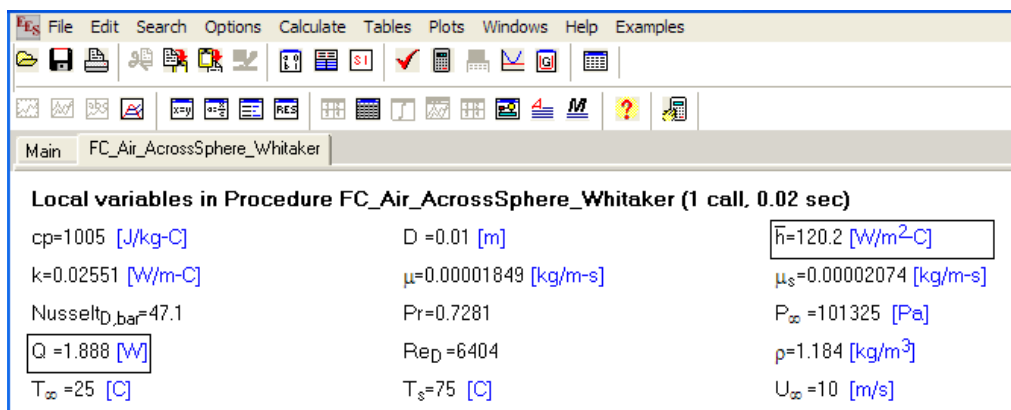 EES File Edit Search Options Calculate Tables Plots Windows Help Examples
Main FC_Air_AcrossSphere_Whitaker
Local variables in Procedure FC_Air_AcrossSphere_Whitaker (1 call, 0.02 sec)
cp=1005 [J/kg-C] D =0.01 [m] h̅=120.2 [W/m²-C]
k=0.02551 [W/m-C] μ=0.00001849 [kg/m-s] μₛ=0.00002074 [kg/m-s]
Nusselt_D,bar=47.1 Pr=0.7281 P∞ =101325 [Pa]
Q =1.888 [W] Re_D=6404 ρ=1.184 [kg/m³]
T∞ =25 [C] Tₛ=75 [C] U∞ =10 [m/s]